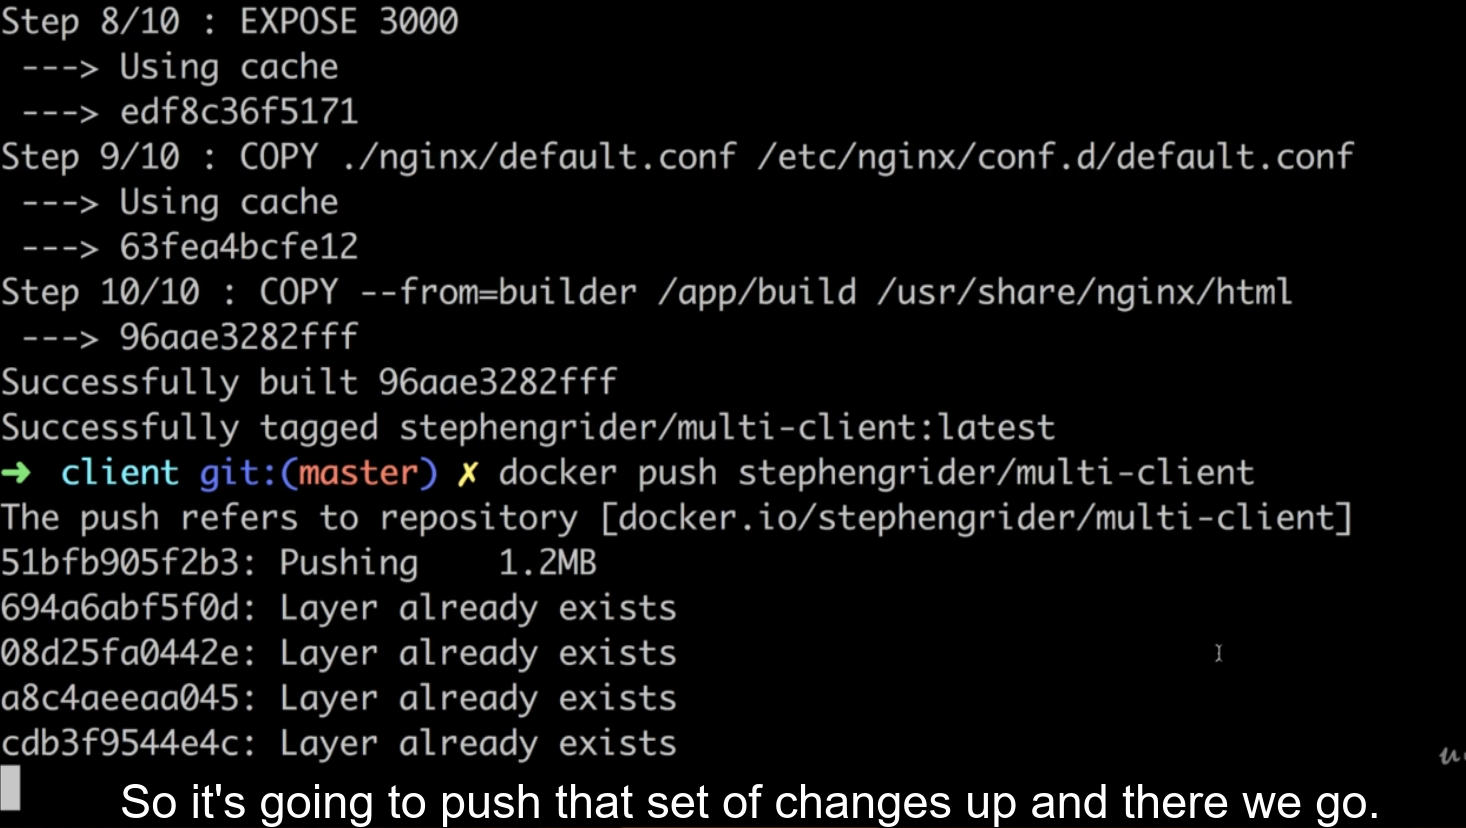 Step 8/10 : EXPOSE 3000
 ---> Using cache
 ---> edf8c36f5171
Step 9/10 : COPY ./nginx/default.conf /etc/nginx/conf.d/default.conf
 ---> Using cache
 ---> 63fea4bcfe12
Step 10/10 : COPY --from=builder /app/build /usr/share/nginx/html
 ---> 96aae3282fff
Successfully built 96aae3282fff
Successfully tagged stephengrider/multi-client:latest
➜  client git:(master) ✗ docker push stephengrider/multi-client
The push refers to repository [docker.io/stephengrider/multi-client]
51bfb905f2b3: Pushing    1.2MB
694a6abf5f0d: Layer already exists
08d25fa0442e: Layer already exists
a8c4aeeaa045: Layer already exists
cdb3f9544e4c: Layer already exists
So it's going to push that set of changes up and there we go.